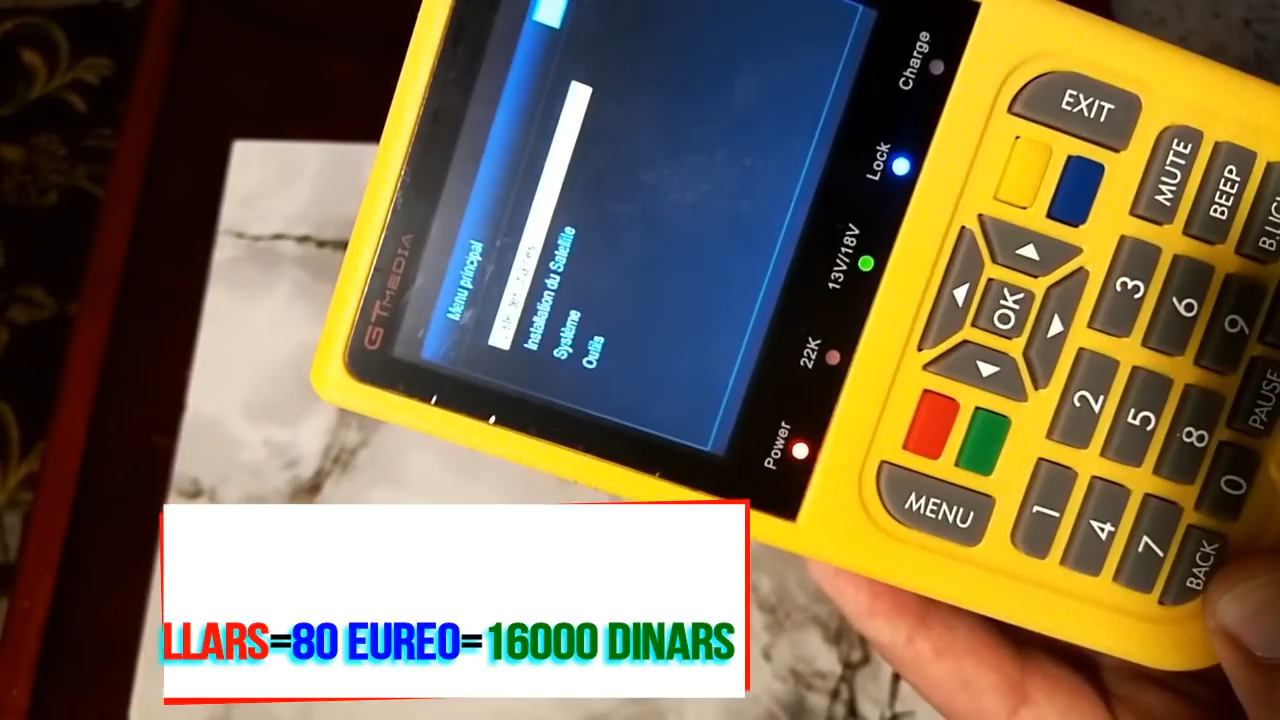 GTMEDIA
Menu principal
Installation du Satellite
Système
Outils
Charge
Lock
13V/18V
22K
Power
EXIT
MUTE
BEEP
OK
3
6
9
2
5
8
PAUSE
MENU
1
4
7
0
BACK
LLARS=80 EUREO=16000 DINARS